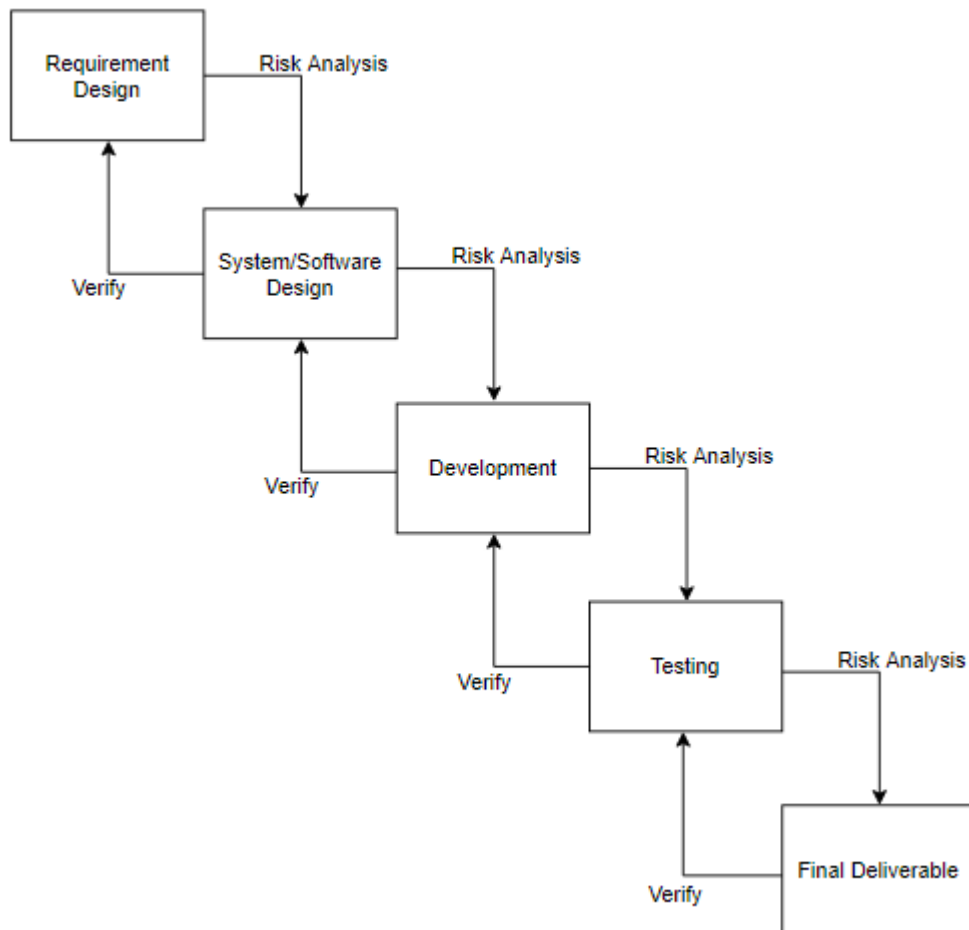 Requirement
Design
Risk Analysis
Verify
System/Software
Design
Risk Analysis
Verify
Development
Risk Analysis
Verify
Testing
Risk Analysis
Verify
Final Deliverable